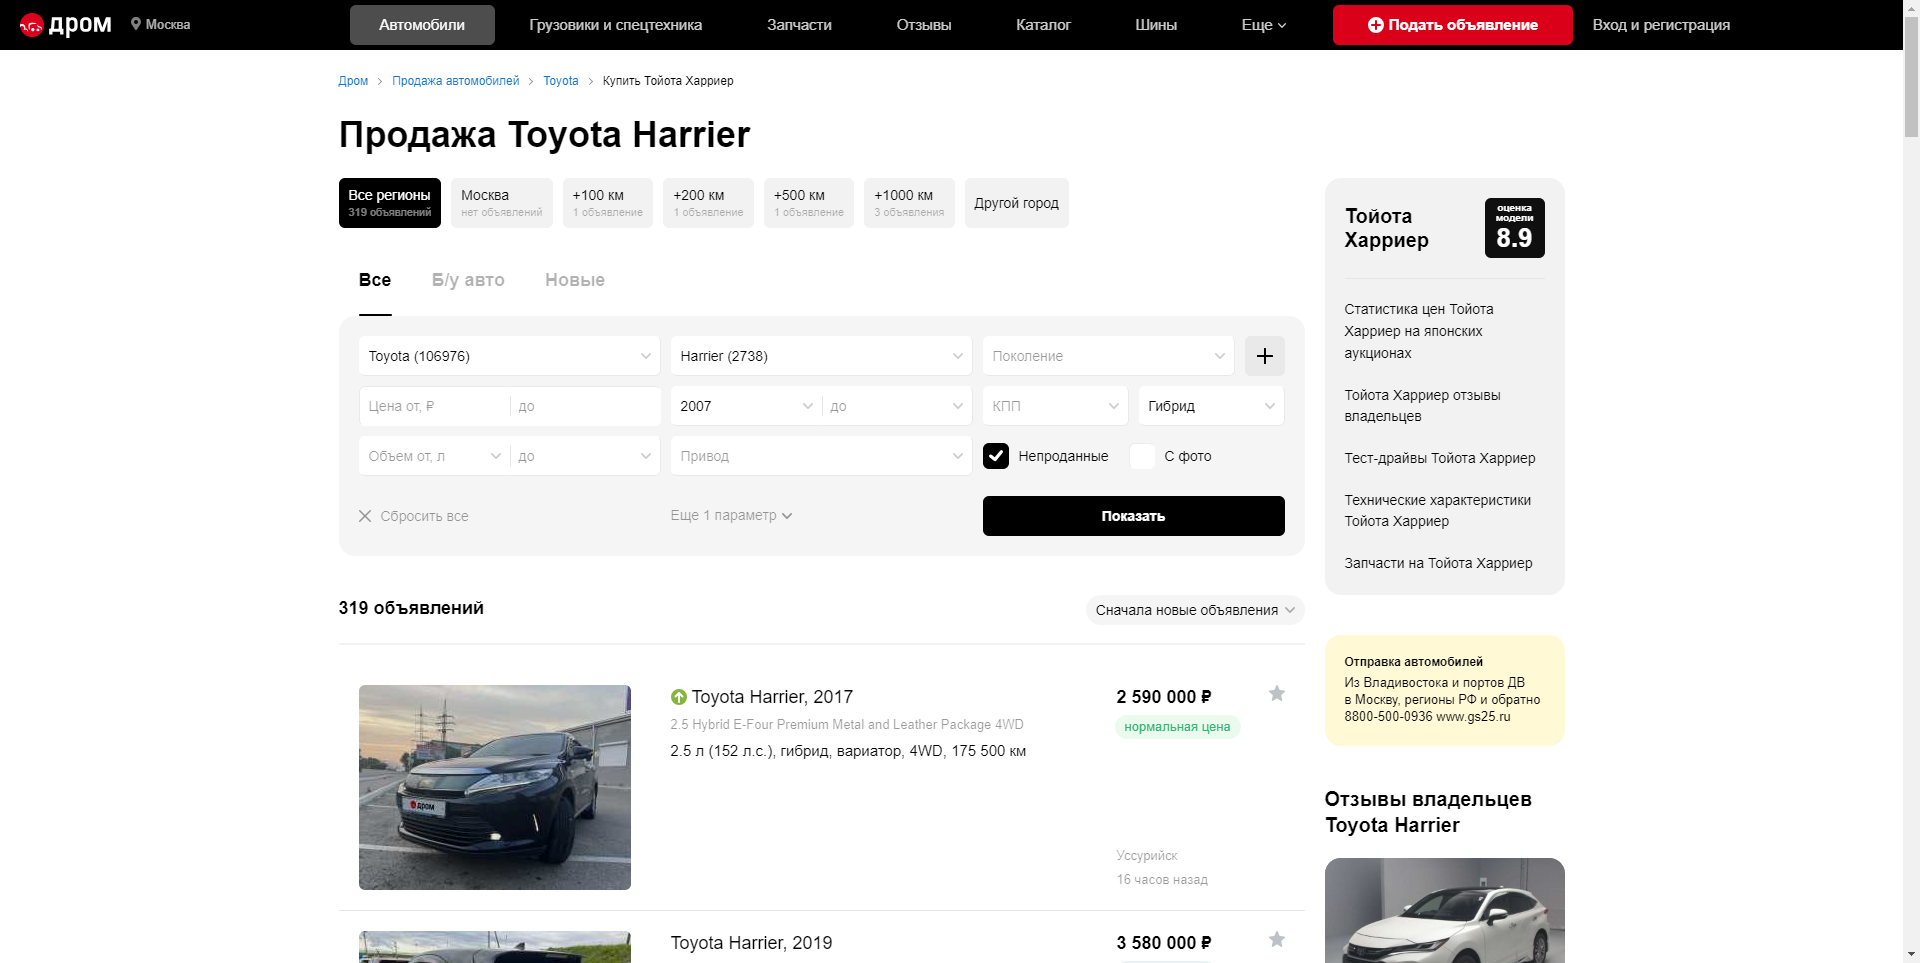 дром
Москва
Автомобили
Грузовики и спецтехника
Запчасти
Отзывы
Каталог
Шины
Еще
Подать объявление
Вход и регистрация
Дром
Продажа автомобилей
Toyota
Купить Тойота Харриер
Продажа Toyota Harrier
Все регионы
319 объявлений
Москва
нет объявлений
+100 км
1 объявление
+200 км
1 объявление
+500 км
1 объявление
+1000 км
3 объявления
Другой город
Все
Б/у авто
Новые
Toyota (106976)
Harrier (2738)
Поколение
Цена от, ₽
до
2007
до
КПП
Гибрид
Объем от, л
до
Привод
Непроданные
С фото
Сбросить все
Еще 1 параметр
Показать
319 объявлений
Сначала новые объявления
Toyota Harrier, 2017
2.5 Hybrid E-Four Premium Metal and Leather Package 4WD
2.5 л (152 л.с.), гибрид, вариатор, 4WD, 175 500 км
2 590 000 ₽
нормальная цена
Уссурийск
16 часов назад
дром
Toyota Harrier, 2019
3 580 000 ₽
Тойота
Харриер
оценка
модели
8.9
Статистика цен Тойота
Харриер на японских
аукционах
Тойота Харриер отзывы
владельцев
Тест-драйвы Тойота Харриер
Технические характеристики
Тойота Харриер
Запчасти на Тойота Харриер
Отправка автомобилей
Из Владивостока и портов ДВ
в Москву, регионы РФ и обратно
8800-500-0936 www.gs25.ru
Отзывы владельцев
Toyota Harrier